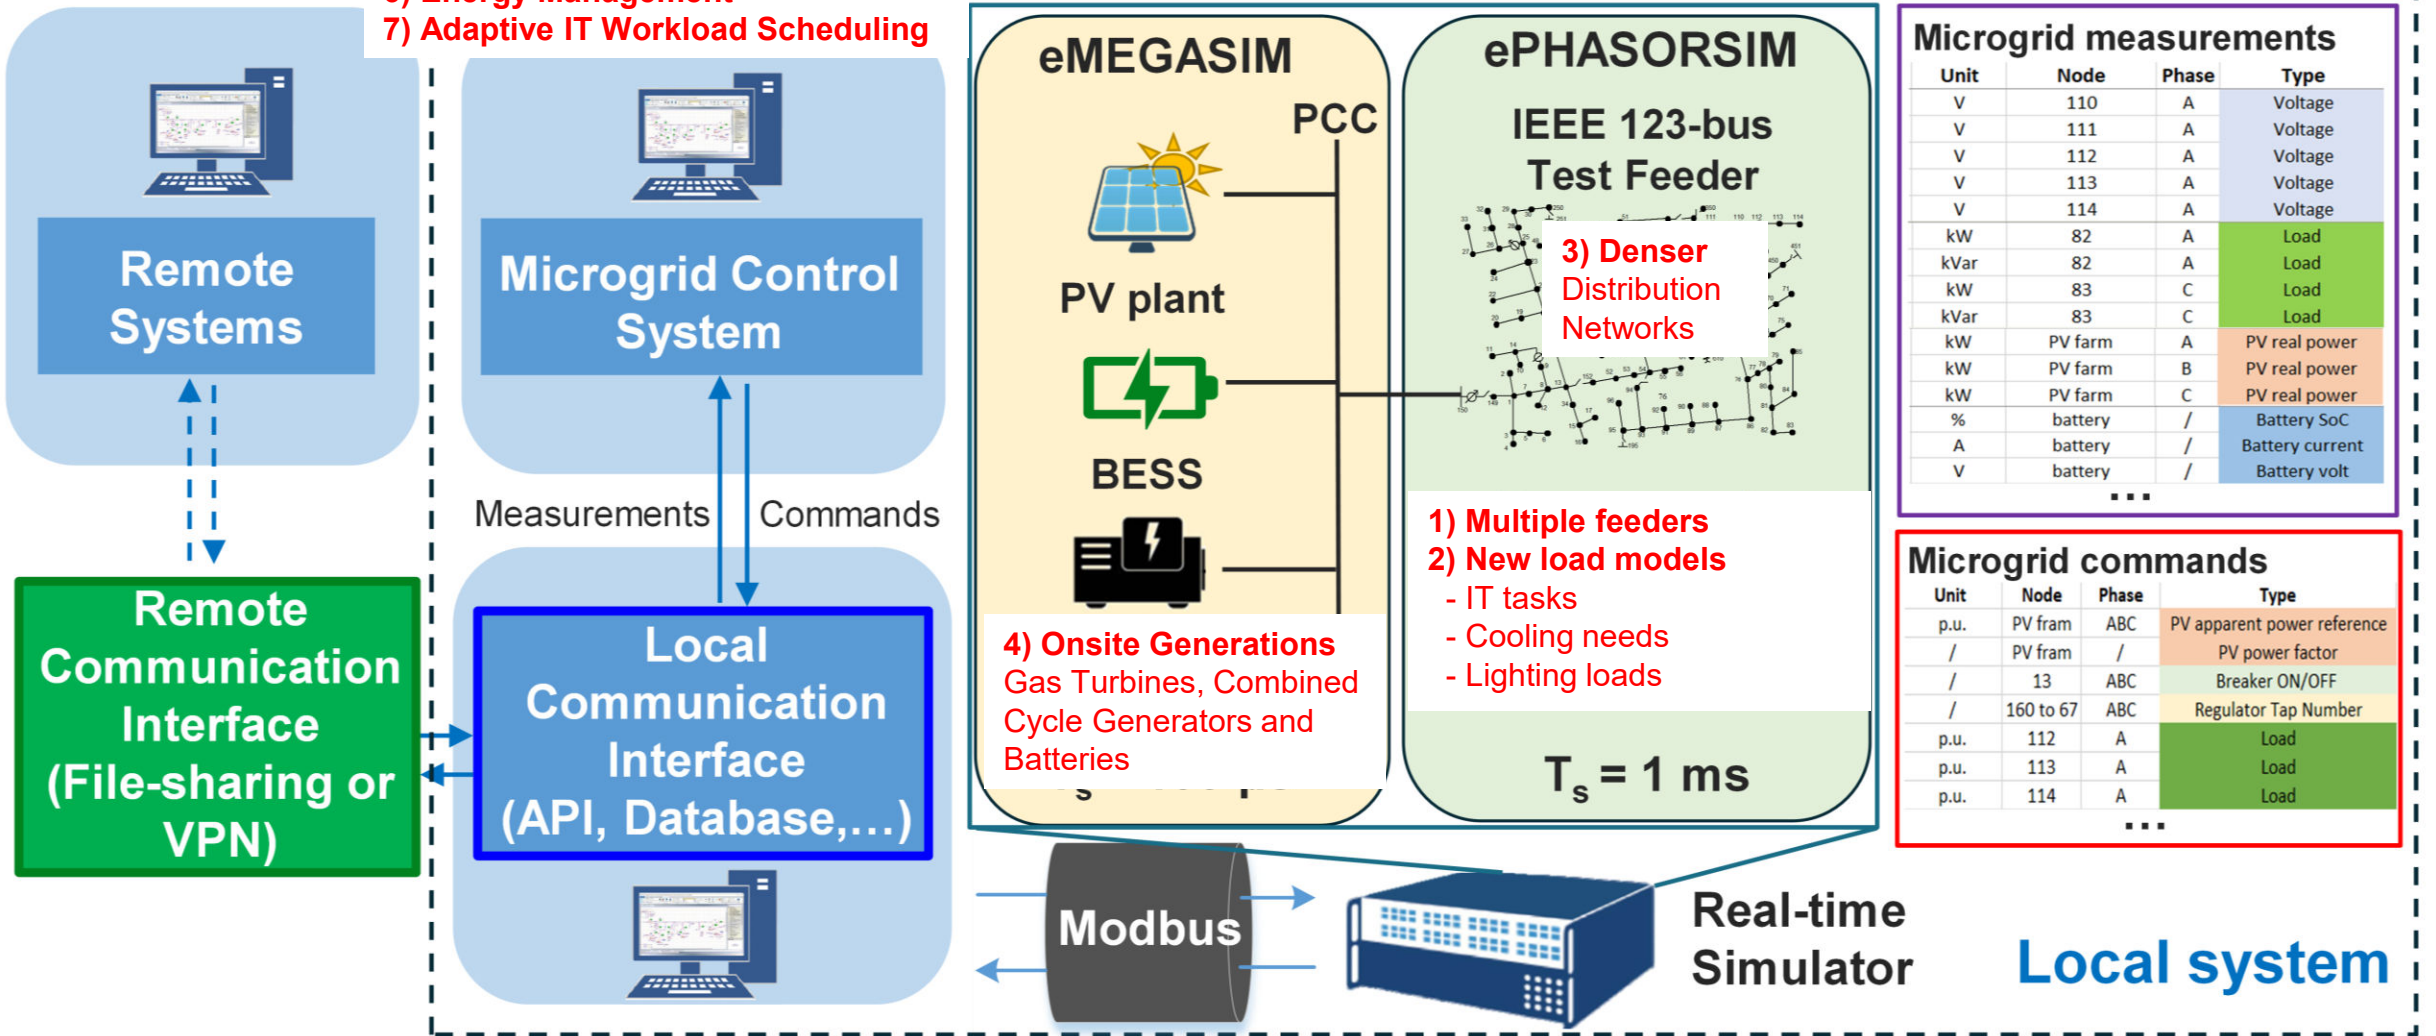 6) Energy Management
7) Adaptive IT Workload Scheduling
Remote
Systems
Microgrid Control
System
Measurements
Commands
Remote
Communication
Interface
(File-sharing or
VPN)
Local
Communication
Interface
(API, Database,...)
eMEGASIM
PCC
PV plant
BESS
4) Onsite Generations
Gas Turbines, Combined
Cycle Generators and
Batteries
ePHASORSIM
IEEE 123-bus
Test Feeder
3) Denser
Distribution
Networks
1) Multiple feeders
2) New load models
- IT tasks
- Cooling needs
- Lighting loads
Ts = 1 ms
Modbus
Real-time
Simulator
Local system
Microgrid measurements
Unit Node Phase Type
V 110 A Voltage
V 111 A Voltage
V 112 A Voltage
V 113 A Voltage
V 114 A Voltage
kW 82 A Load
kVar 82 A Load
kW 83 C Load
kVar 83 C Load
kW PV farm A PV real power
kW PV farm B PV real power
kW PV farm C PV real power
% battery / Battery SoC
A battery / Battery current
V battery / Battery volt
...
Microgrid commands
Unit Node Phase Type
p.u. PV fram ABC PV apparent power reference
/ PV fram / PV power factor
/ 13 ABC Breaker ON/OFF
/ 160 to 67 ABC Regulator Tap Number
p.u. 112 A Load
p.u. 113 A Load
p.u. 114 A Load
...